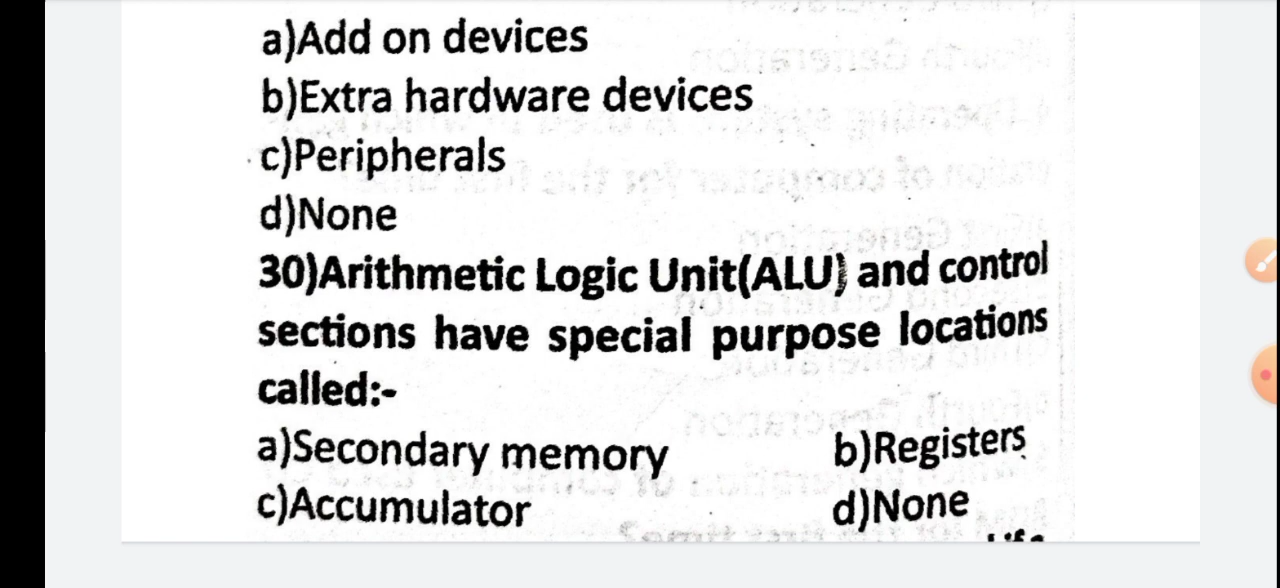 a)Add on devices
b)Extra hardware devices
c)Peripherals
d)None
30)Arithmetic Logic Unit(ALU) and control
sections have special purpose locations
called:-
a)Secondary memory b)Registers
c)Accumulator d)None